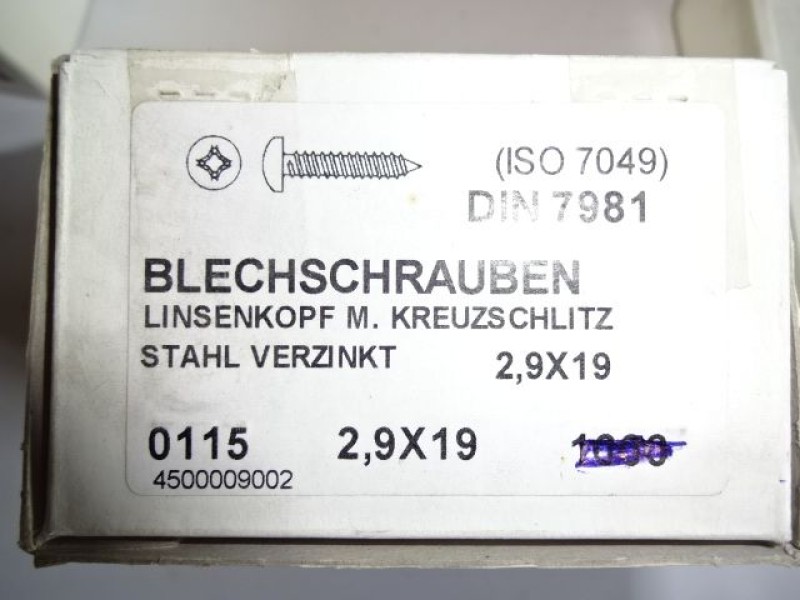 (ISO 7049)
DIN 7981
BLECHSCHRAUBEN
LINSENKOPF M. KREUZSCHLITZ
STAHL VERZINKT 2,9X19
0115 2,9X19
4500009002